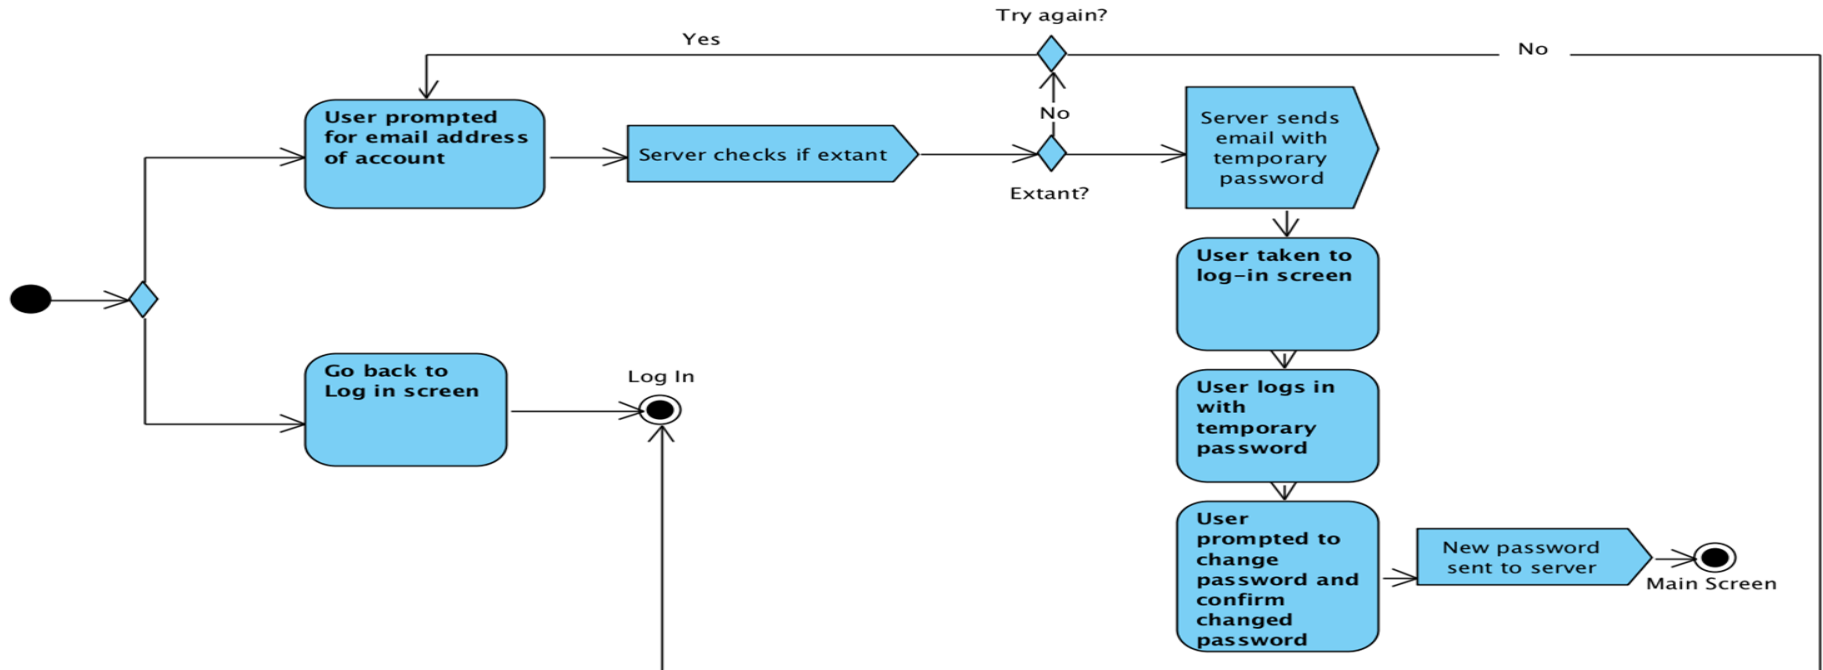 Try again?
Yes
No
User prompted
for email address
of account
Server checks if extant
No
Extant?
Server sends
email with
temporary
password
User taken to
log-in screen
Go back to
Log in screen
Log In
User logs in
with
temporary
password
User
prompted to
change
password and
confirm
changed
password
New password
sent to server
Main Screen